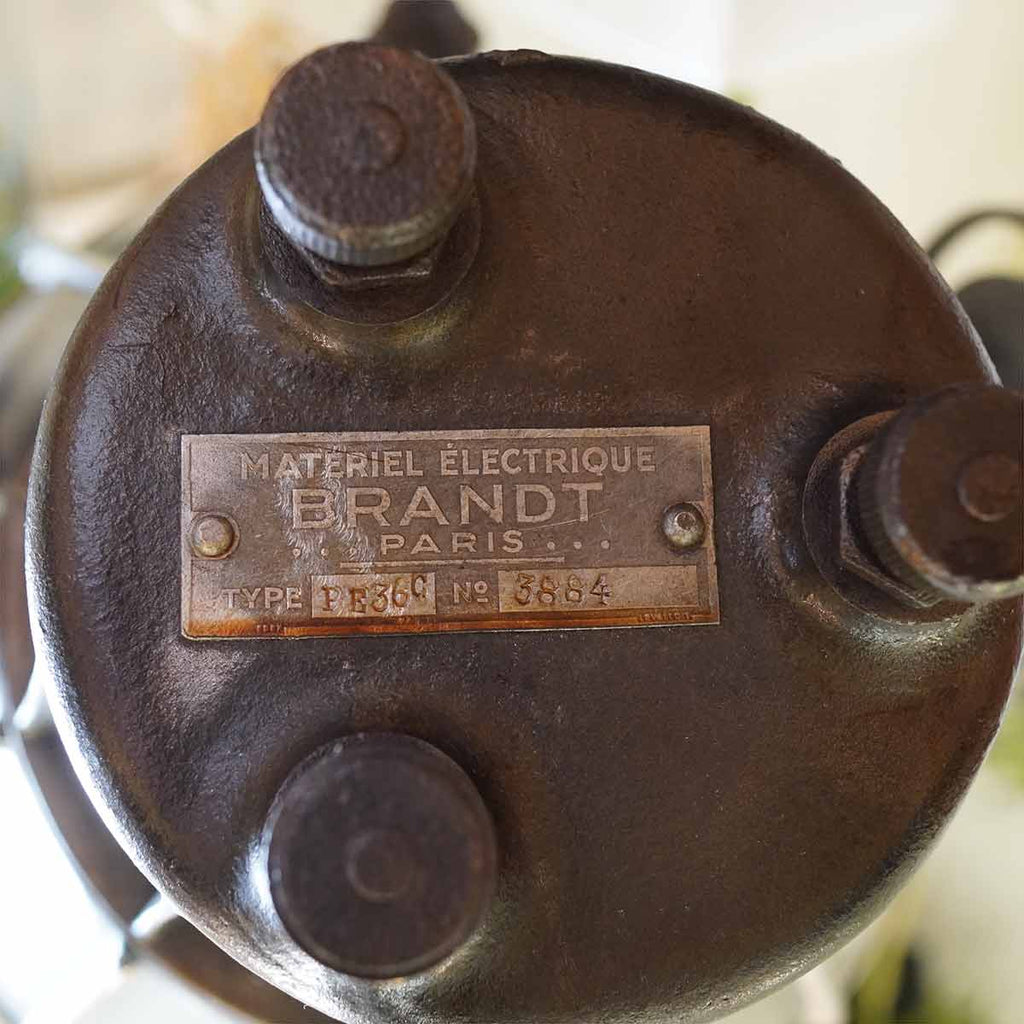 MATÉRIEL ÉLECTRIQUE
BRANDT
...PARIS...
TYPE PE36C No 3884